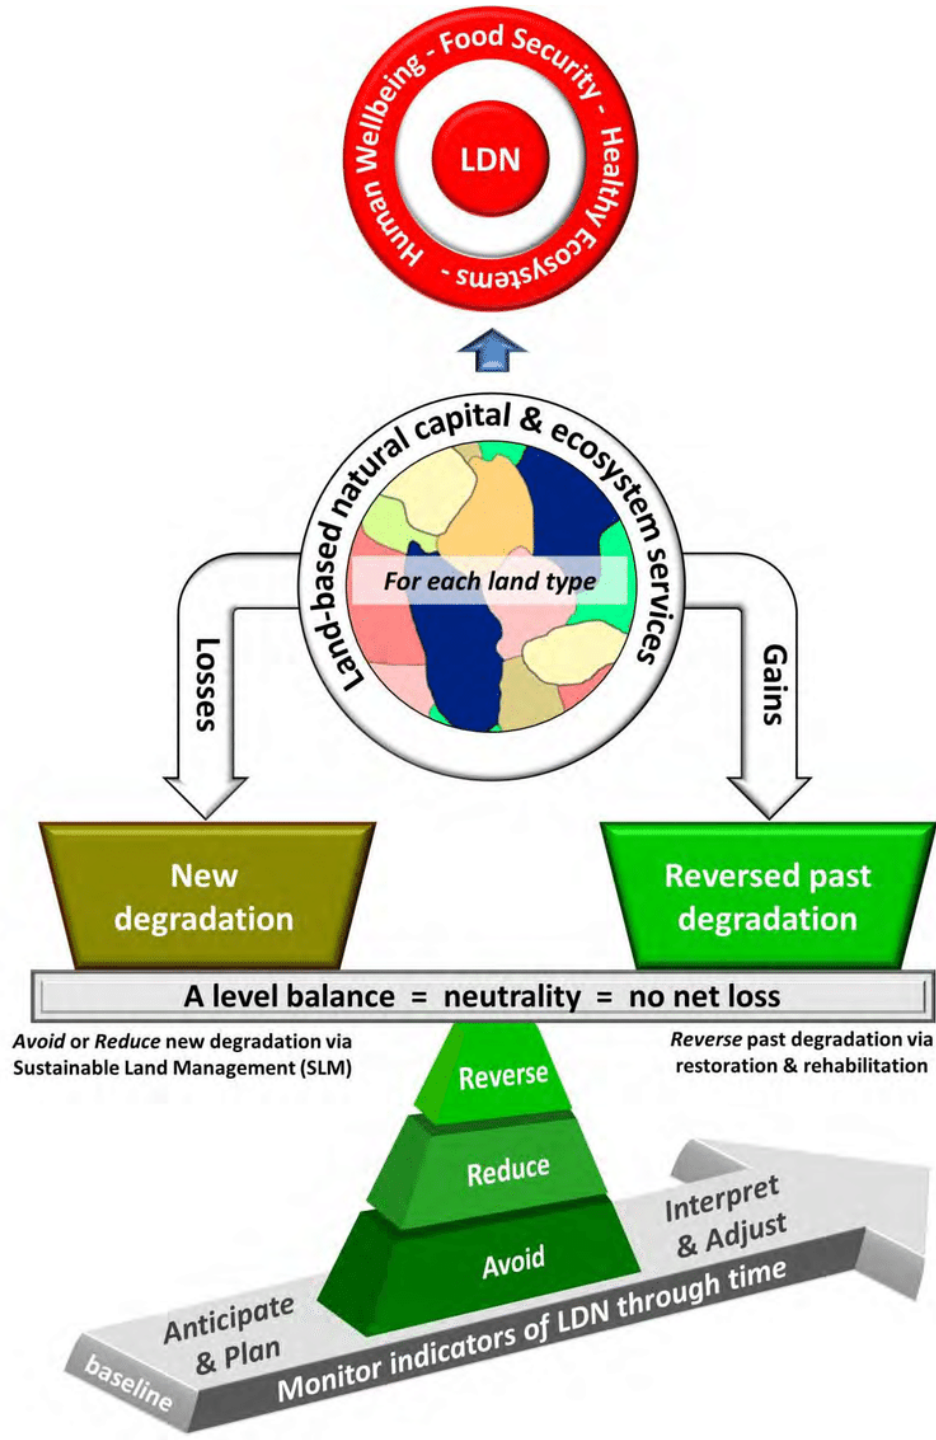 Human Wellbeing - Food Security - Healthy Ecosystems -
LDN
Land-based natural capital & ecosystem services
For each land type
Losses
Gains
New
degradation
Reversed past
degradation
A level balance = neutrality = no net loss
Avoid or Reduce new degradation via
Sustainable Land Management (SLM)
Reverse past degradation via
restoration & rehabilitation
Reverse
Reduce
Avoid
Interpret
& Adjust
Anticipate
& Plan
Monitor indicators of LDN through time
baseline